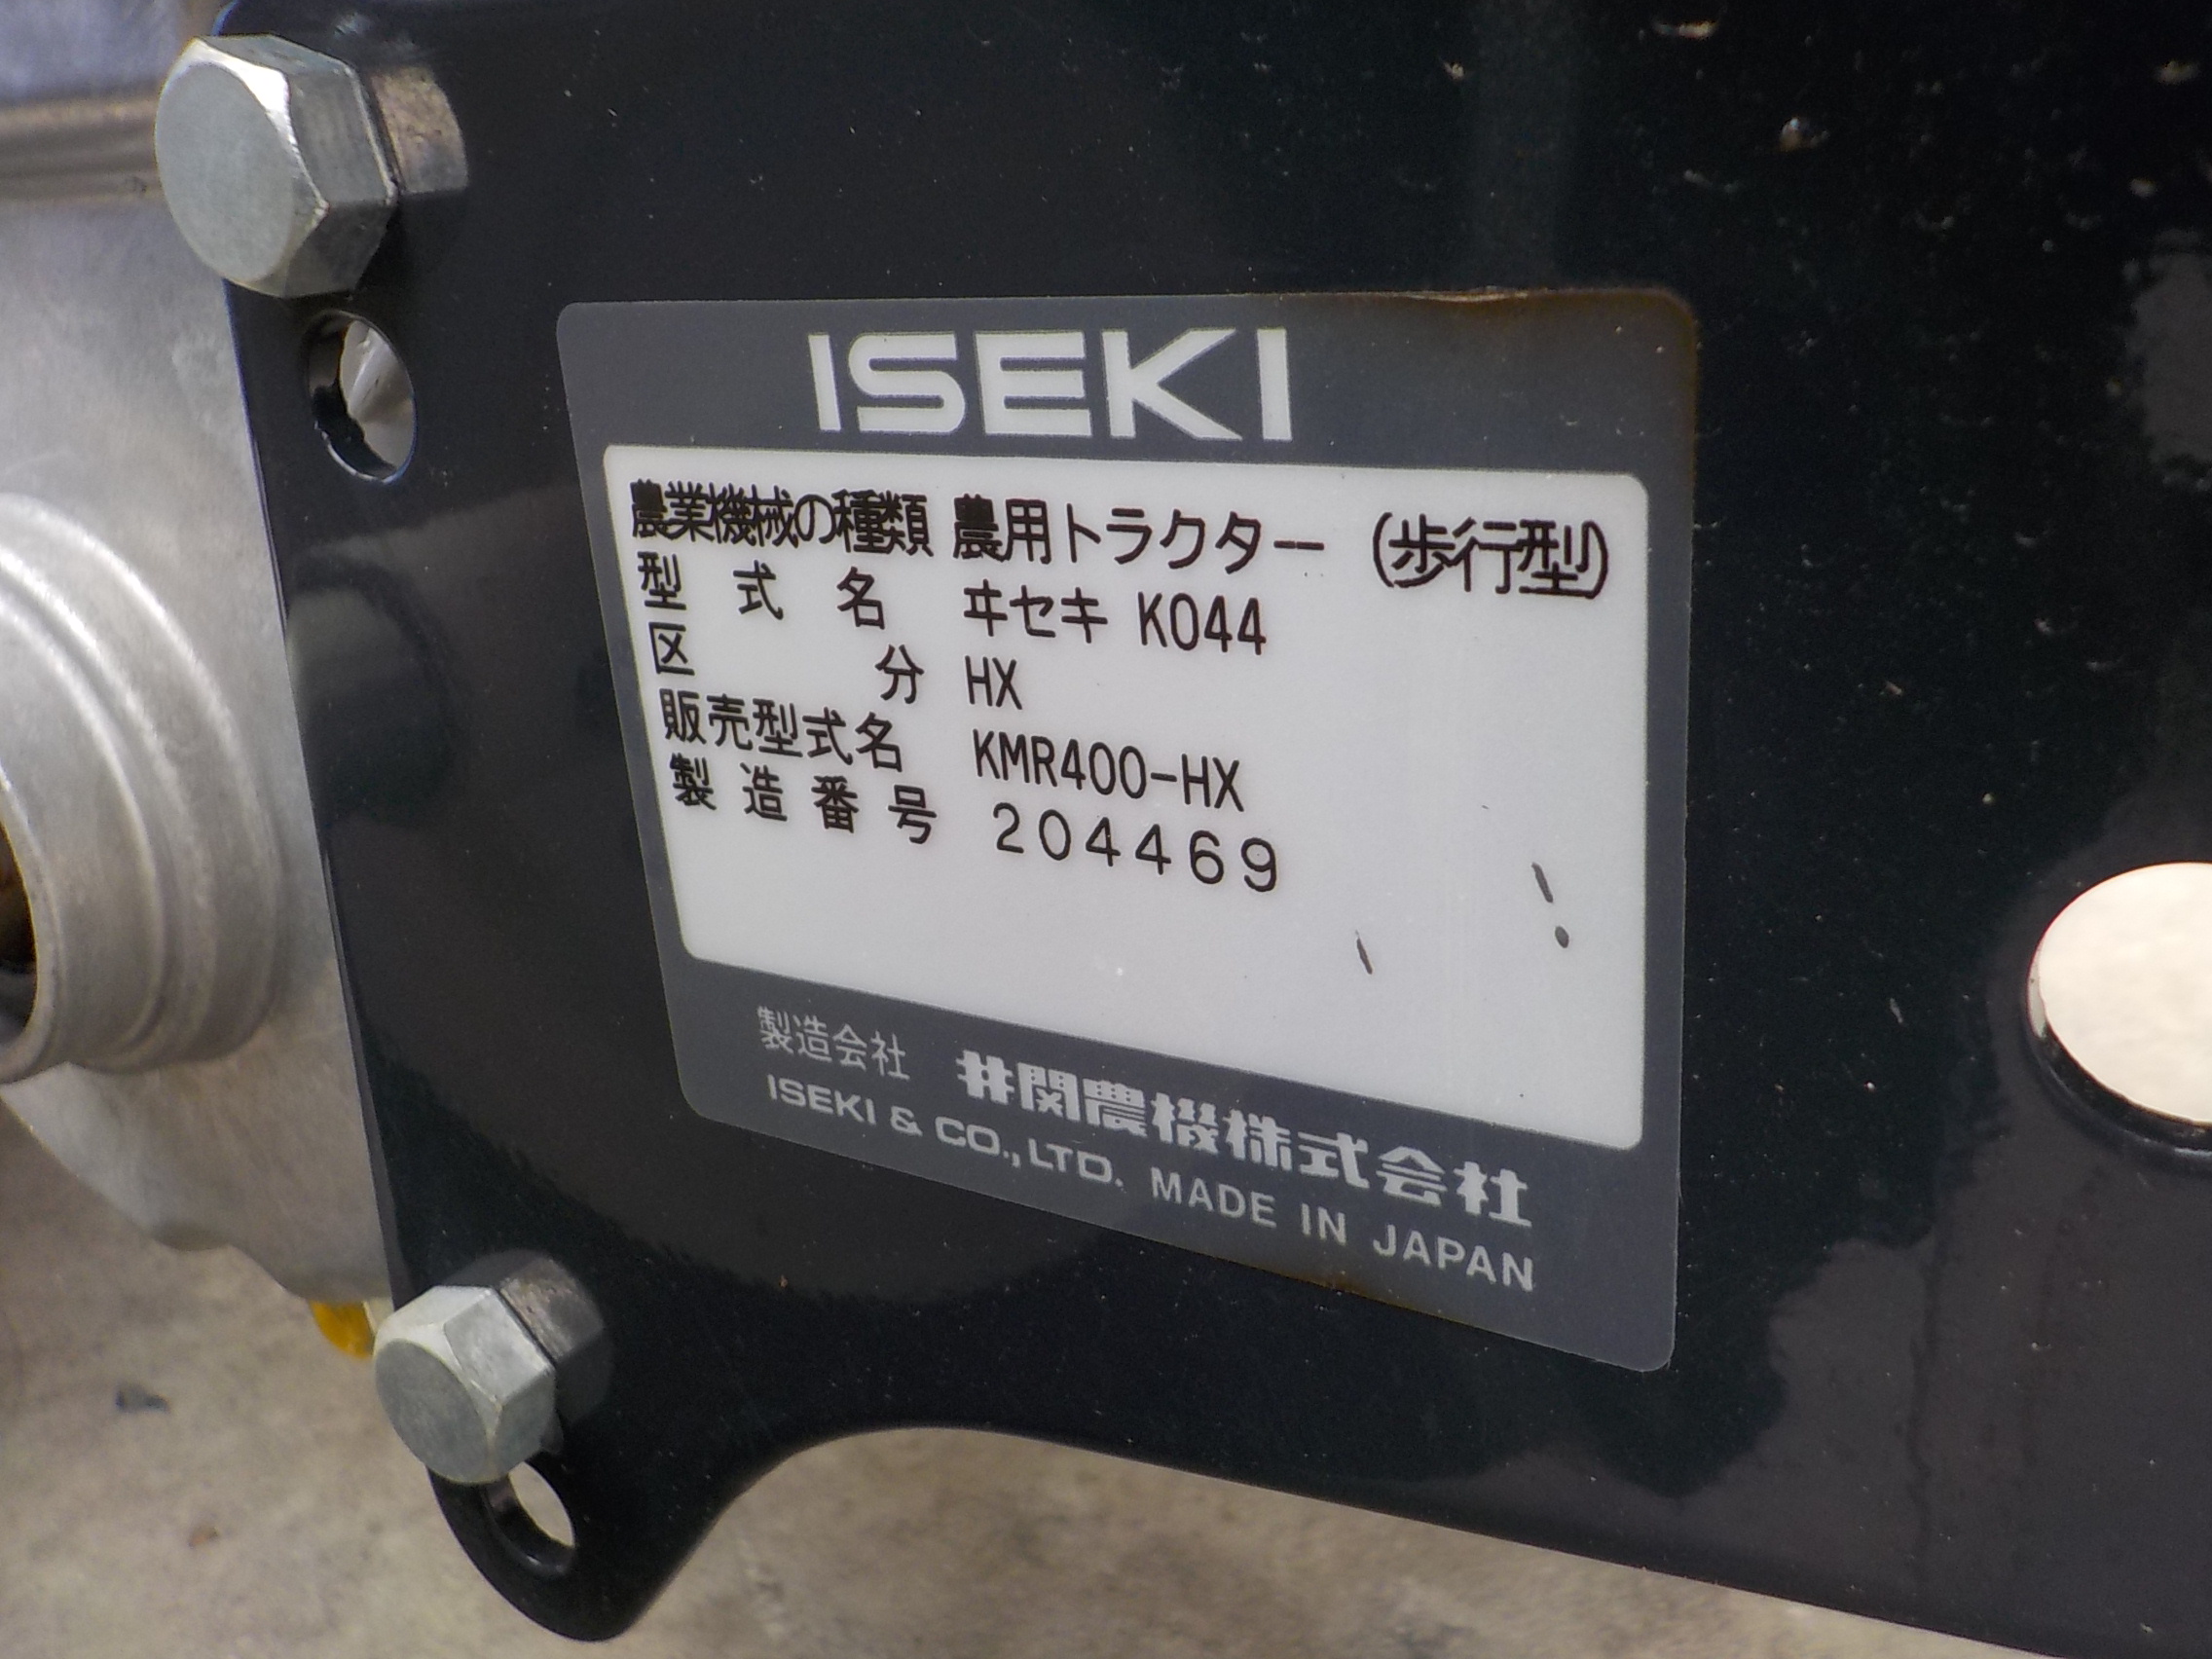 ISEKI
農業機械の種類 農用トラクター (歩行型)
型式名 ヰセキ K044
区分 HX
販売型式名 KMR400-HX
製造番号 204469
製造会社 井関農機株式会社
ISEKI & CO., LTD. MADE IN JAPAN